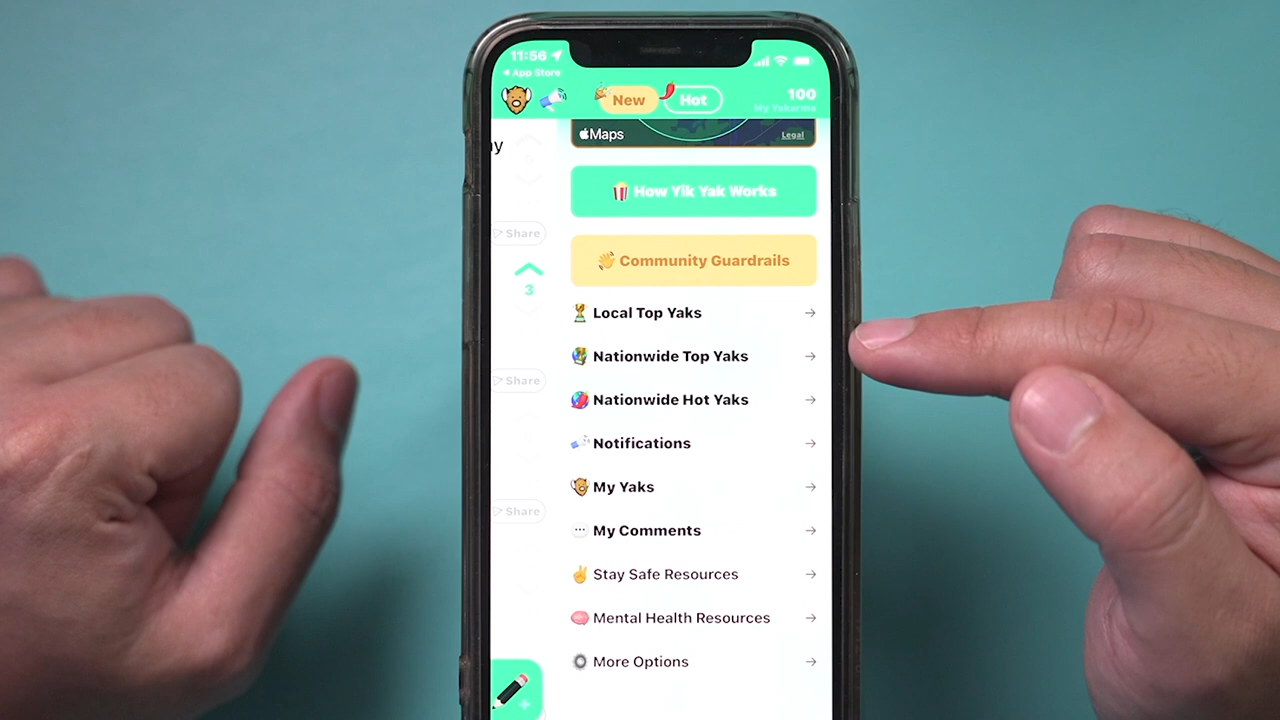 11:56
◂ App Store
New
Hot
100
My Yakarma
Maps
Legal
ay
How Yik Yak Works
Share
Community Guardrails
3
Local Top Yaks
Nationwide Top Yaks
Share
Nationwide Hot Yaks
Notifications
My Yaks
Share
My Comments
Stay Safe Resources
Mental Health Resources
More Options